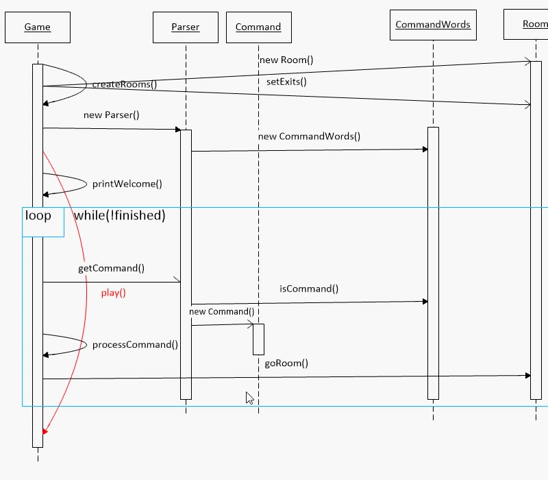 Game
Parser
Command
CommandWords
Room
new Room()
createRooms()
setExits()
new Parser()
new CommandWords()
printWelcome()
loop
while(!finished)
getCommand()
play()
isCommand()
new Command()
processCommand()
goRoom()